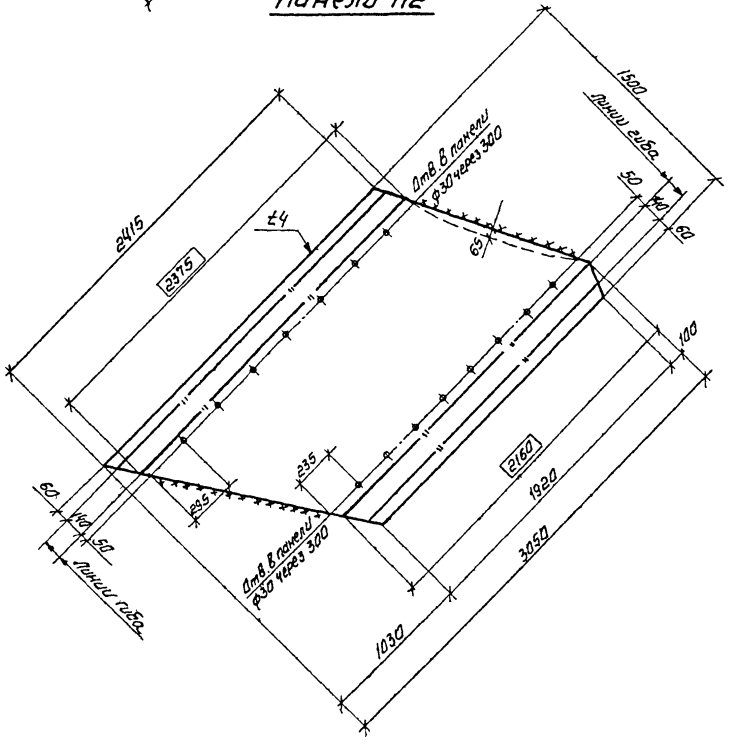 панели П2
1500
линии гиба
Отв. в панели
ф30 через 300
50
140
60
2415
2375
t4
65
100
235
295
2160
1920
3050
60
140
50
линии гиба
Отв. в панели
ф30 через 300
1030